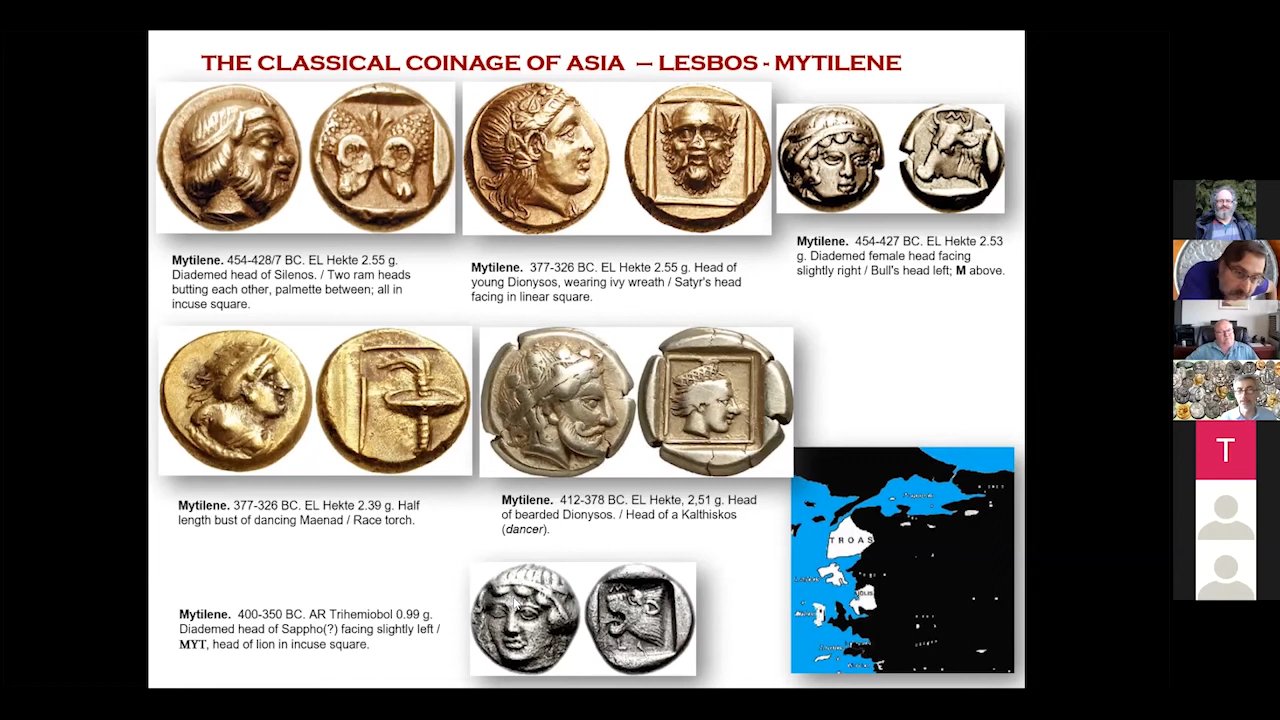 THE CLASSICAL COINAGE OF ASIA – LESBOS - MYTILENE
Mytilene. 454-428/7 BC. EL Hekte 2.55 g.
Diademed head of Silenos. / Two ram heads
butting each other, palmette between; all in
incuse square.
Mytilene. 377-326 BC. EL Hekte 2.55 g. Head of
young Dionysos, wearing ivy wreath / Satyr's head
facing in linear square.
Mytilene. 454-427 BC. EL Hekte 2.53
g. Diademed female head facing
slightly right / Bull's head left; M above.
Mytilene. 377-326 BC. EL Hekte 2.39 g. Half
length bust of dancing Maenad / Race torch.
Mytilene. 412-378 BC. EL Hekte, 2,51 g. Head
of bearded Dionysos. / Head of a Kalthiskos
(dancer).
Mytilene. 400-350 BC. AR Trihemiobol 0.99 g.
Diademed head of Sappho(?) facing slightly left /
MYT, head of lion in incuse square.
TROAS
T